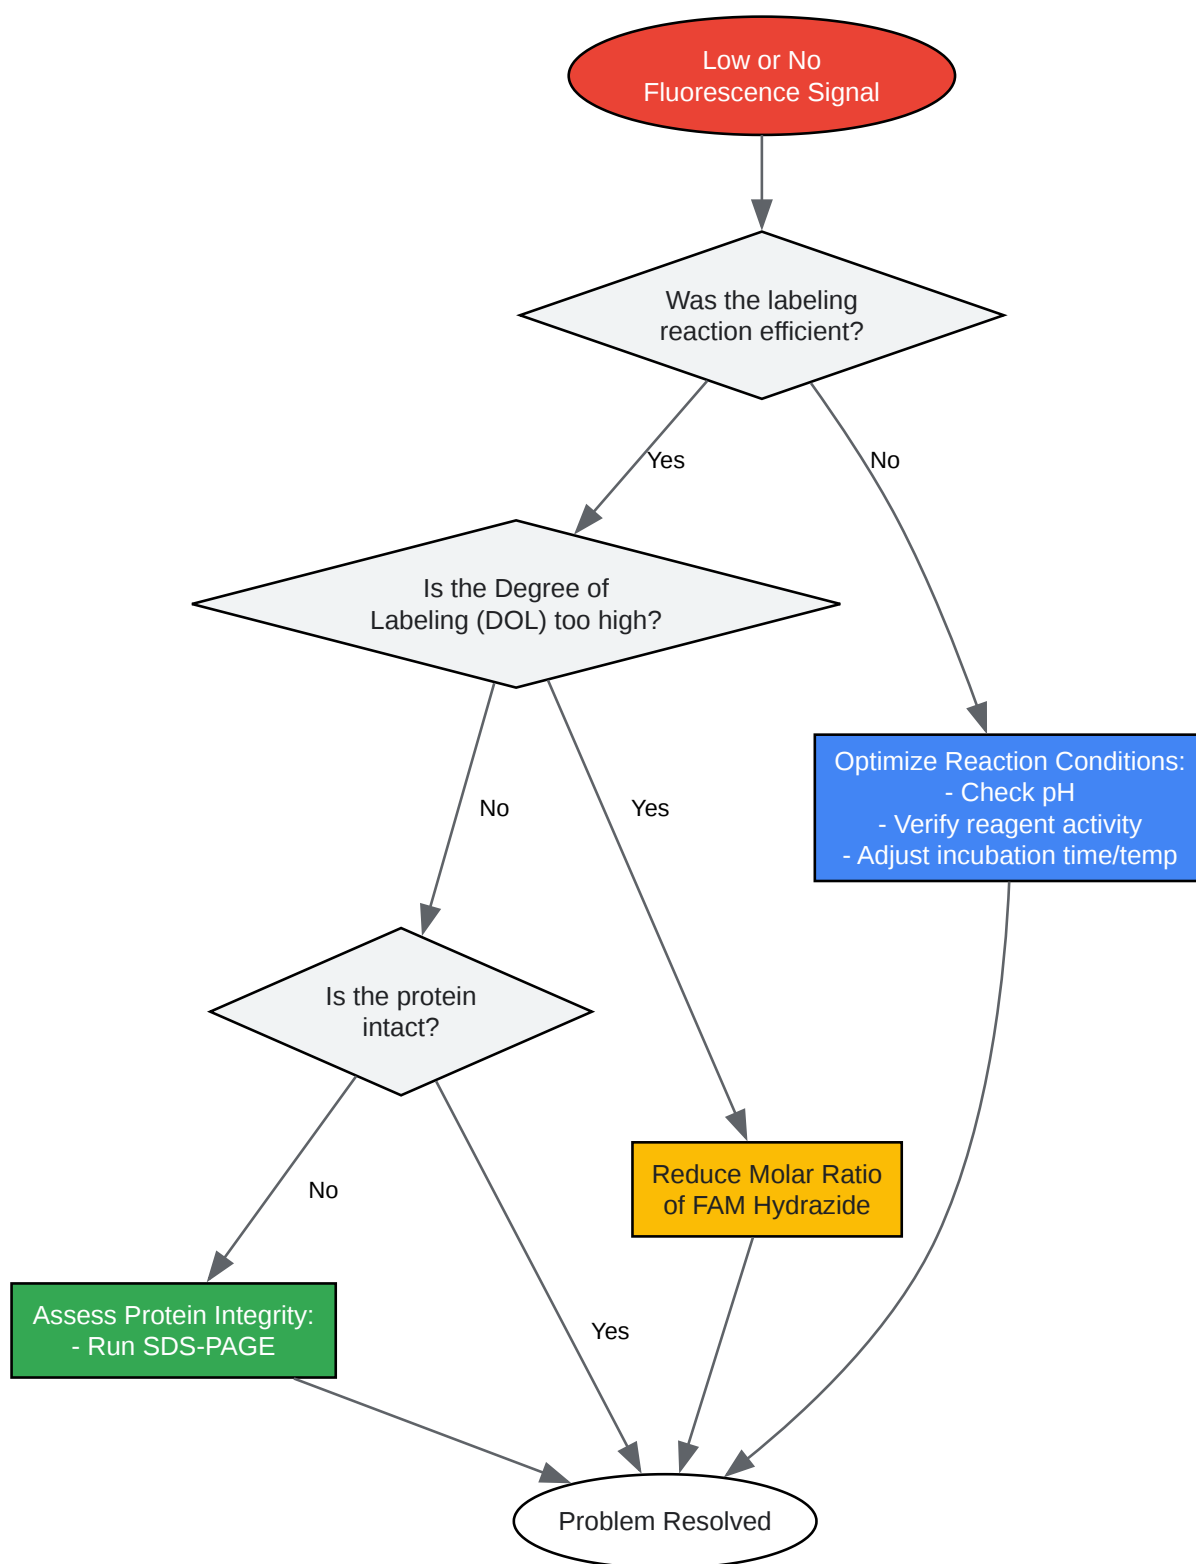 Low or No
Fluorescence Signal
Was the labeling
reaction efficient?
Yes
No
Is the Degree of
Labeling (DOL) too high?
Optimize Reaction Conditions:
- Check pH
- Verify reagent activity
- Adjust incubation time/temp
No
Yes
Is the protein
intact?
Reduce Molar Ratio
of FAM Hydrazide
No
Assess Protein Integrity:
- Run SDS-PAGE
Yes
Problem Resolved